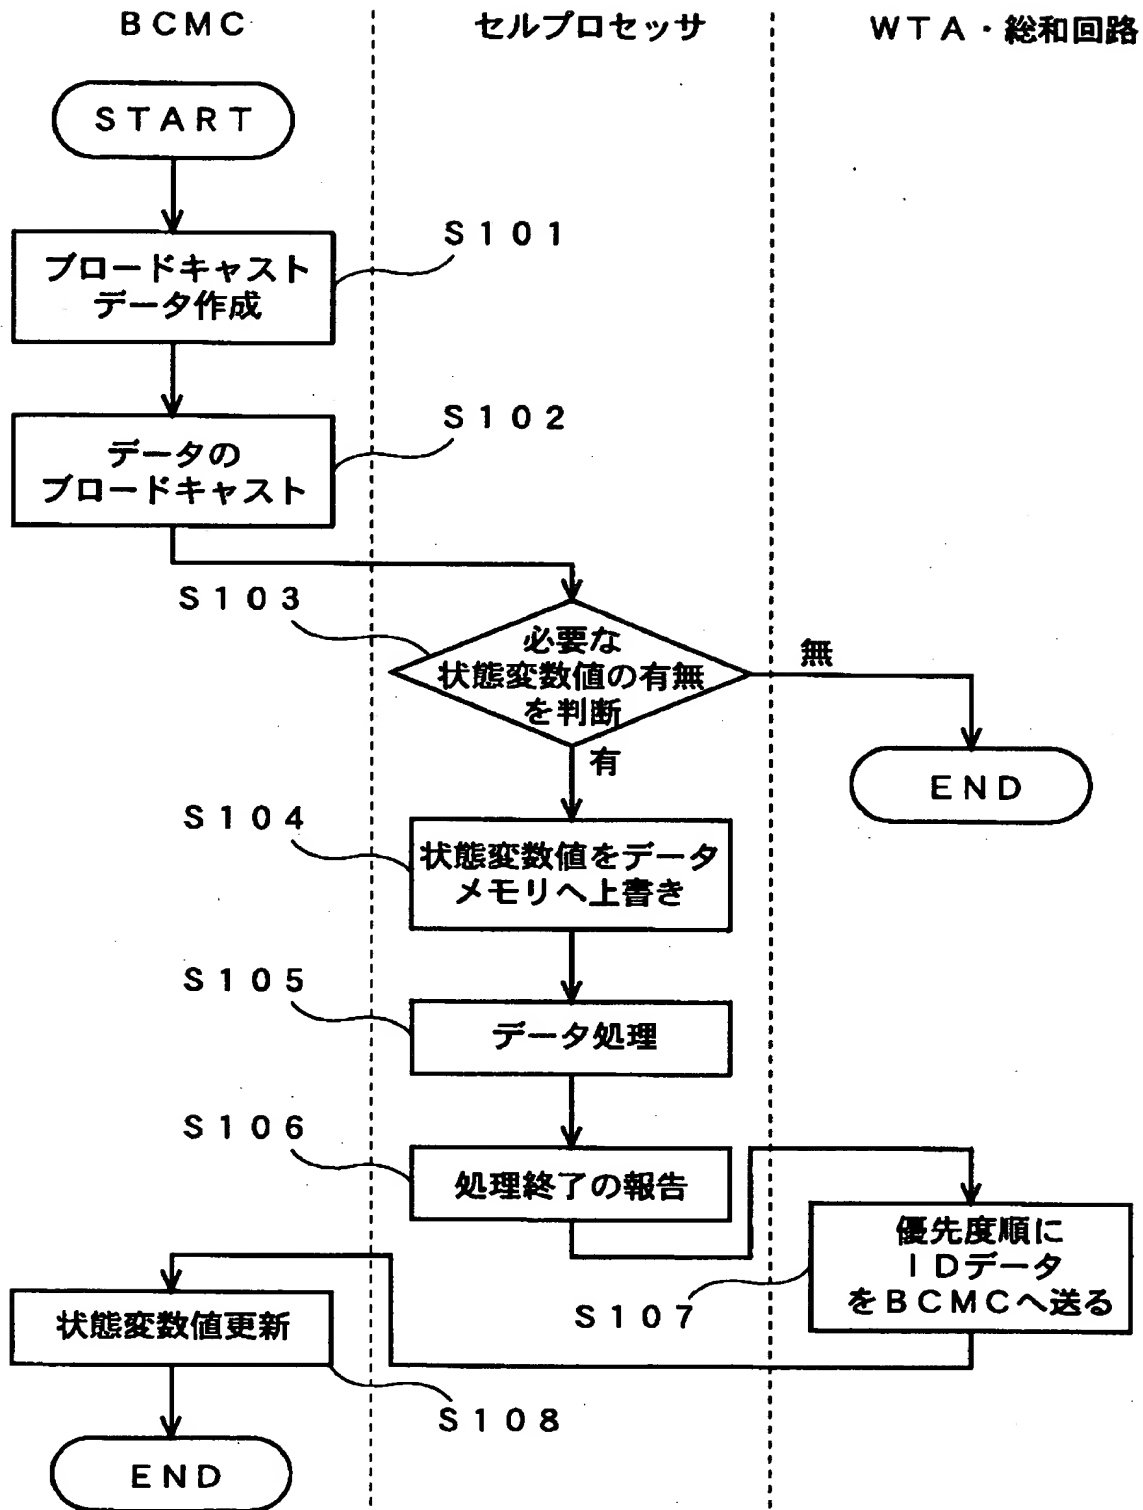 ＢＣＭＣ
セルプロセッサ
ＷＴＡ・総和回路
ＳＴＡＲＴ
Ｓ１０１
ブロードキャスト
データ作成
Ｓ１０２
データの
ブロードキャスト
Ｓ１０３
必要な
状態変数値の有無
を判断
無
有
ＥＮＤ
Ｓ１０４
状態変数値をデータ
メモリへ上書き
Ｓ１０５
データ処理
Ｓ１０６
処理終了の報告
優先度順に
ＩＤデータ
をＢＣＭＣへ送る
Ｓ１０７
状態変数値更新
Ｓ１０８
ＥＮＤ